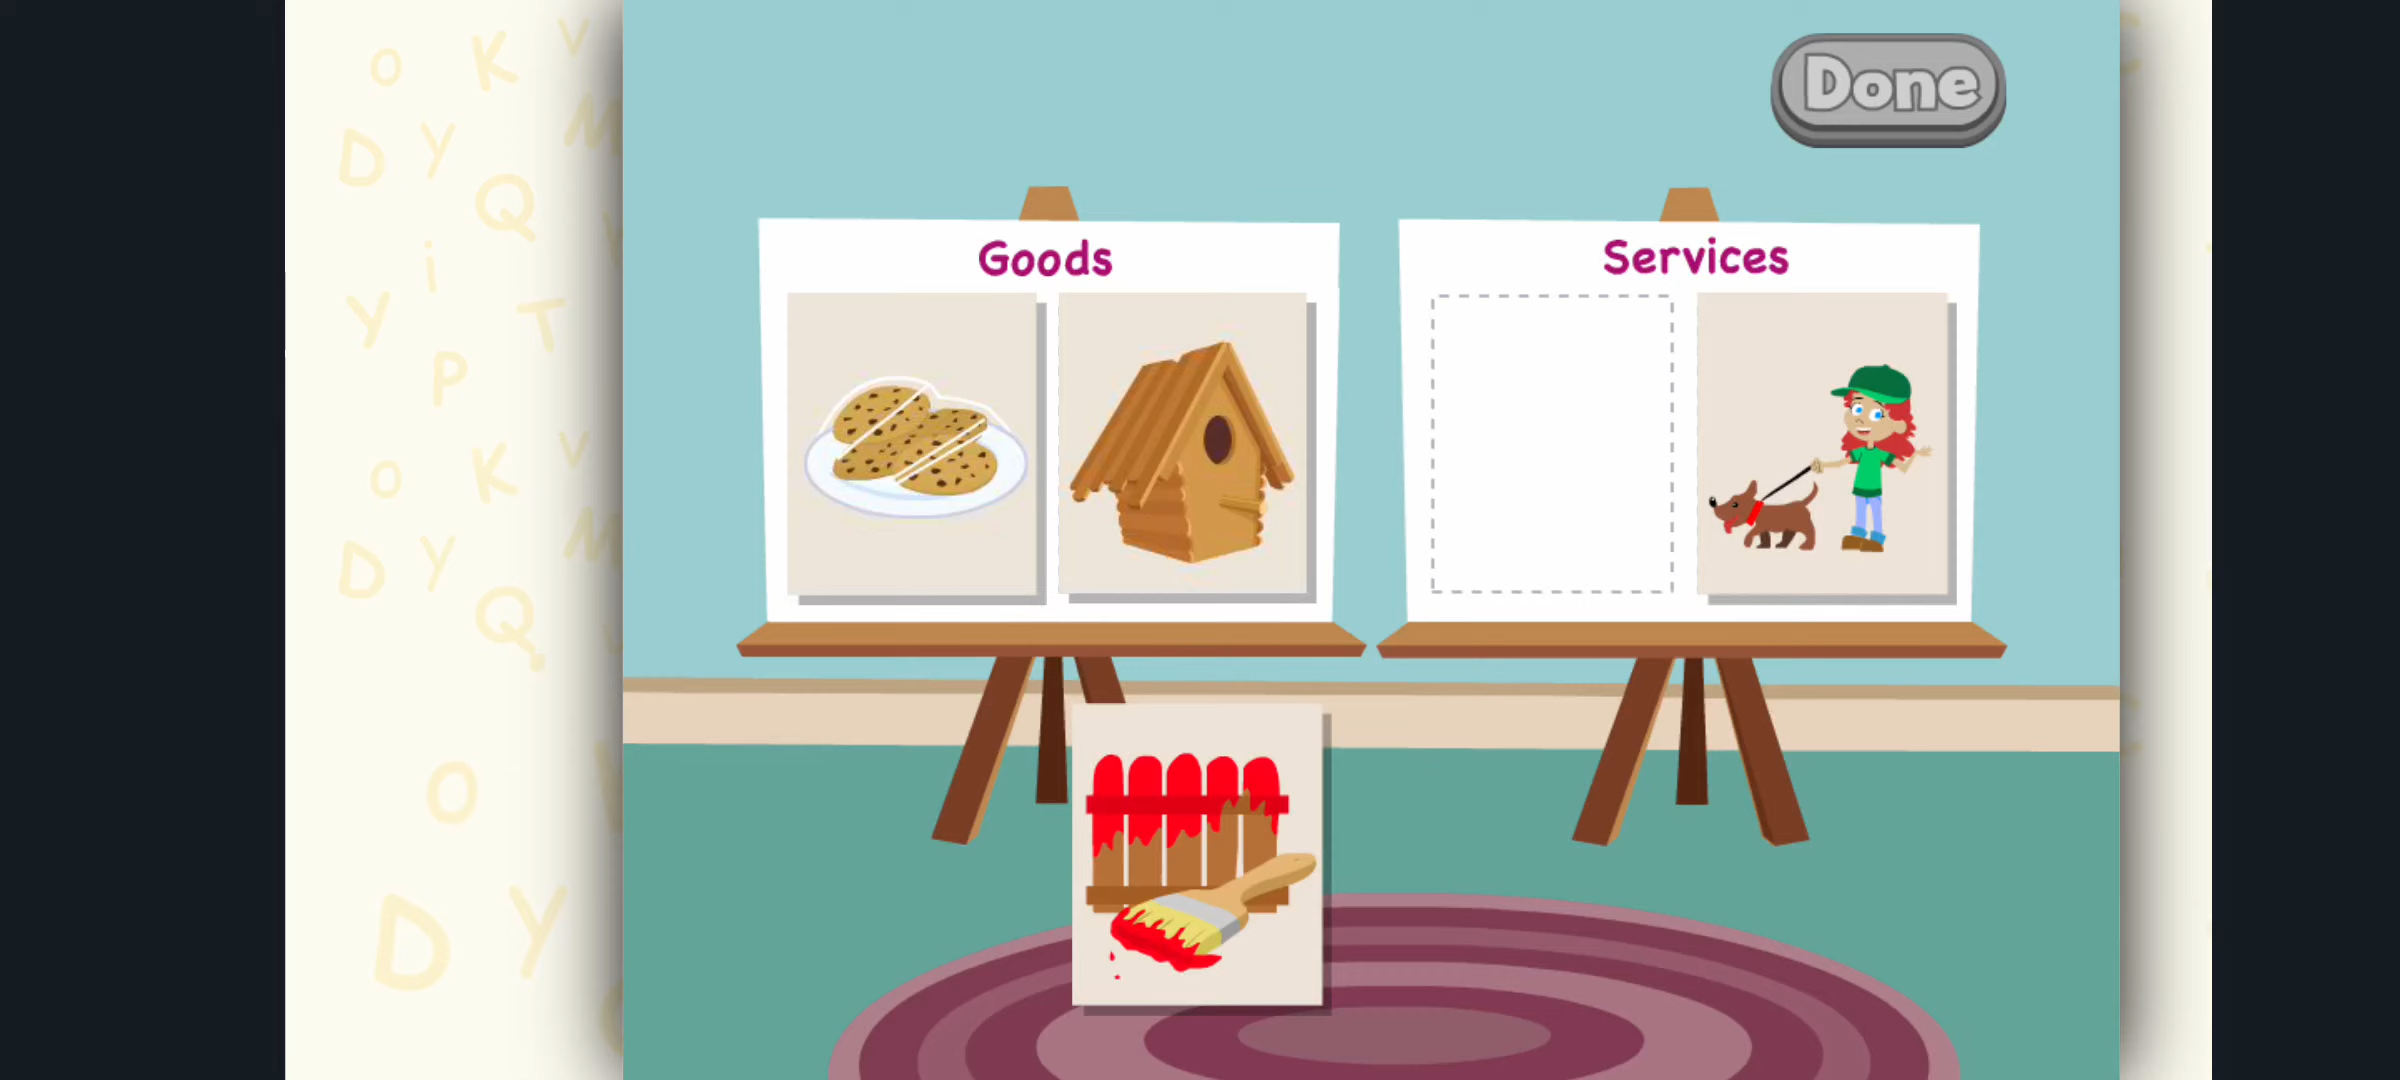 Done
Goods
Services
O K V
D Y M
Q
i
Y T
P
O K V
D Y M
Q
O
D Y